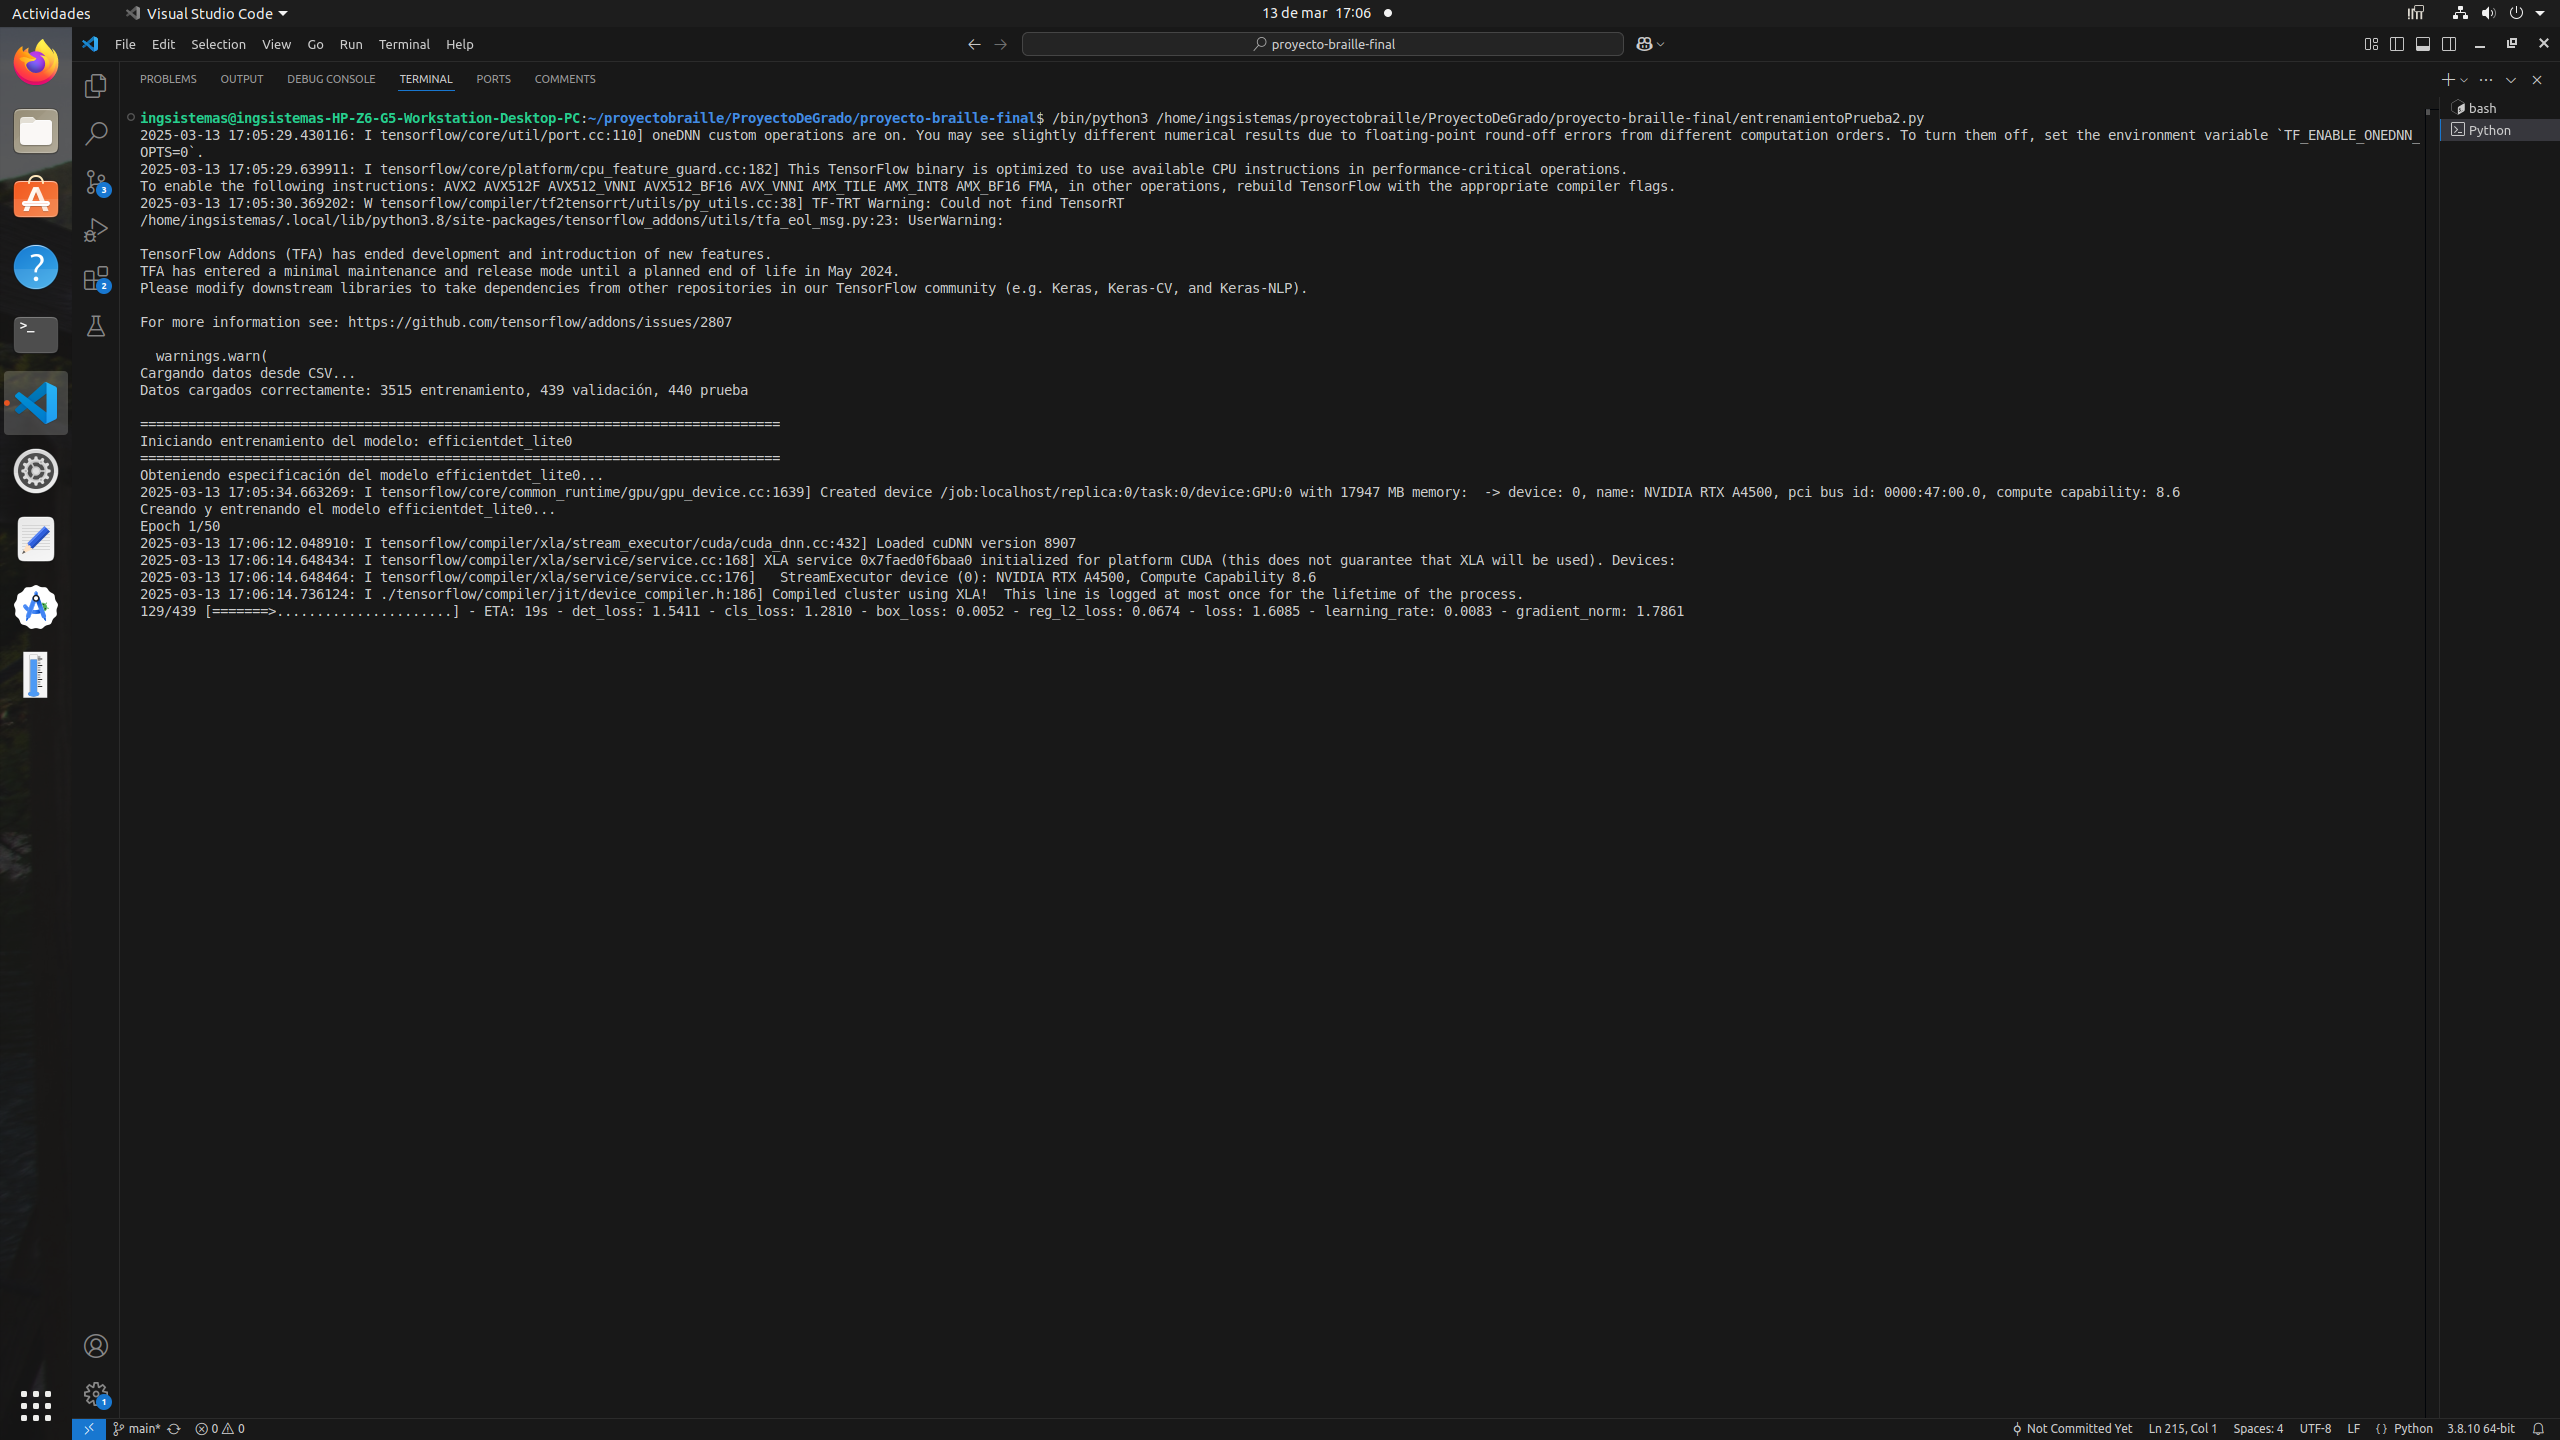 Actividades
Visual Studio Code
13 de mar 17:06
File Edit Selection View Go Run Terminal Help
proyecto-braille-final
PROBLEMS OUTPUT DEBUG CONSOLE TERMINAL PORTS COMMENTS
ingsistemas@ingsistemas-HP-Z6-G5-Workstation-Desktop-PC:~/proyectobraille/ProyectoDeGrado/proyecto-braille-final$ /bin/python3 /home/ingsistemas/proyectobraille/ProyectoDeGrado/proyecto-braille-final/entrenamientoPrueba2.py
2025-03-13 17:05:29.430116: I tensorflow/core/util/port.cc:110] oneDNN custom operations are on. You may see slightly different numerical results due to floating-point round-off errors from different computation orders. To turn them off, set the environment variable `TF_ENABLE_ONEDNN_
OPTS=0`.
2025-03-13 17:05:29.639911: I tensorflow/core/platform/cpu_feature_guard.cc:182] This TensorFlow binary is optimized to use available CPU instructions in performance-critical operations.
To enable the following instructions: AVX2 AVX512F AVX512_VNNI AVX512_BF16 AVX_VNNI AMX_TILE AMX_INT8 AMX_BF16 FMA, in other operations, rebuild TensorFlow with the appropriate compiler flags.
2025-03-13 17:05:30.369202: W tensorflow/compiler/tf2tensorrt/utils/py_utils.cc:38] TF-TRT Warning: Could not find TensorRT
/home/ingsistemas/.local/lib/python3.8/site-packages/tensorflow_addons/utils/tfa_eol_msg.py:23: UserWarning:
TensorFlow Addons (TFA) has ended development and introduction of new features.
TFA has entered a minimal maintenance and release mode until a planned end of life in May 2024.
Please modify downstream libraries to take dependencies from other repositories in our TensorFlow community (e.g. Keras, Keras-CV, and Keras-NLP).
For more information see: https://github.com/tensorflow/addons/issues/2807
warnings.warn(
Cargando datos desde CSV...
Datos cargados correctamente: 3515 entrenamiento, 439 validación, 440 prueba
================================================================================
Iniciando entrenamiento del modelo: efficientdet_lite0
================================================================================
Obteniendo especificación del modelo efficientdet_lite0...
2025-03-13 17:05:34.663269: I tensorflow/core/common_runtime/gpu/gpu_device.cc:1639] Created device /job:localhost/replica:0/task:0/device:GPU:0 with 17947 MB memory:  -> device: 0, name: NVIDIA RTX A4500, pci bus id: 0000:47:00.0, compute capability: 8.6
Creando y entrenando el modelo efficientdet_lite0...
Epoch 1/50
2025-03-13 17:06:12.048910: I tensorflow/compiler/xla/stream_executor/cuda/cuda_dnn.cc:432] Loaded cuDNN version 8907
2025-03-13 17:06:14.648434: I tensorflow/compiler/xla/service/service.cc:168] XLA service 0x7faed0f6baa0 initialized for platform CUDA (this does not guarantee that XLA will be used). Devices:
2025-03-13 17:06:14.648464: I tensorflow/compiler/xla/service/service.cc:176]   StreamExecutor device (0): NVIDIA RTX A4500, Compute Capability 8.6
2025-03-13 17:06:14.736124: I ./tensorflow/compiler/jit/device_compiler.h:186] Compiled cluster using XLA!  This line is logged at most once for the lifetime of the process.
129/439 [=======>......................] - ETA: 19s - det_loss: 1.5411 - cls_loss: 1.2810 - box_loss: 0.0052 - reg_l2_loss: 0.0674 - loss: 1.6085 - learning_rate: 0.0083 - gradient_norm: 1.7861
bash
Python
3
2
1
main* 0 0
Not Committed Yet Ln 215, Col 1 Spaces: 4 UTF-8 LF {} Python 3.8.10 64-bit